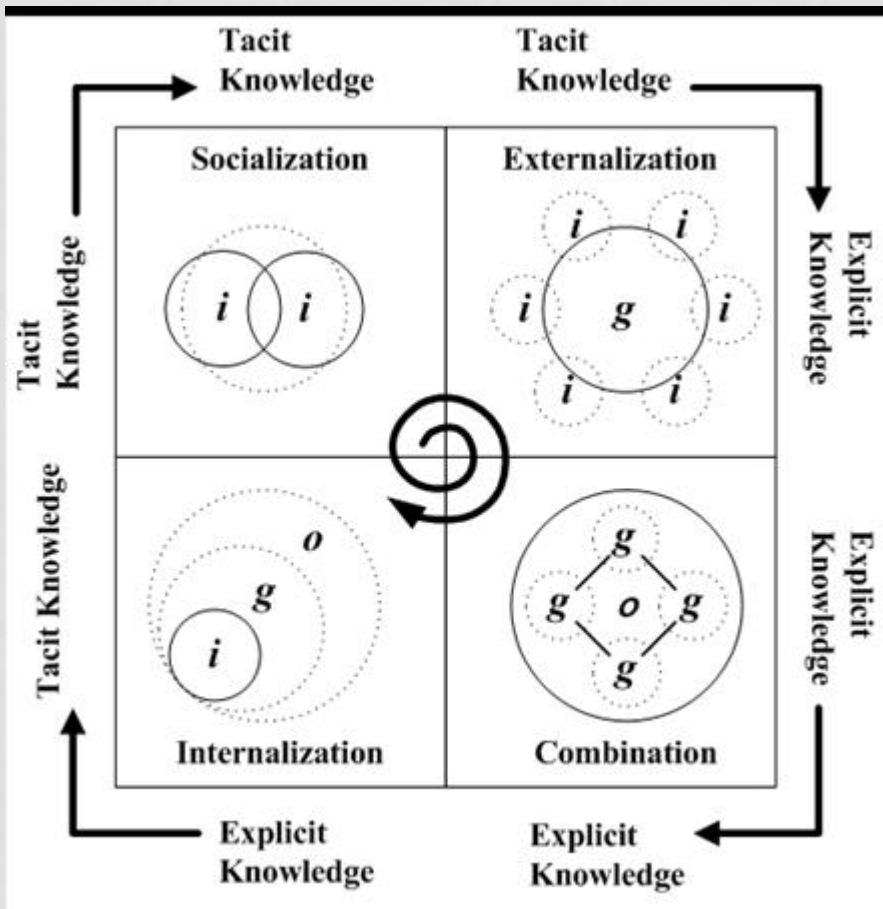 Tacit
Knowledge
Tacit
Knowledge
Socialization
Externalization
i
i
i
i
i
g
i
i
i
Tacit
Knowledge
Explicit
Knowledge
i
Tacit Knowledge
Explicit
Knowledge
o
g
i
g
g
o
g
g
Internalization
Combination
Explicit
Knowledge
Explicit
Knowledge